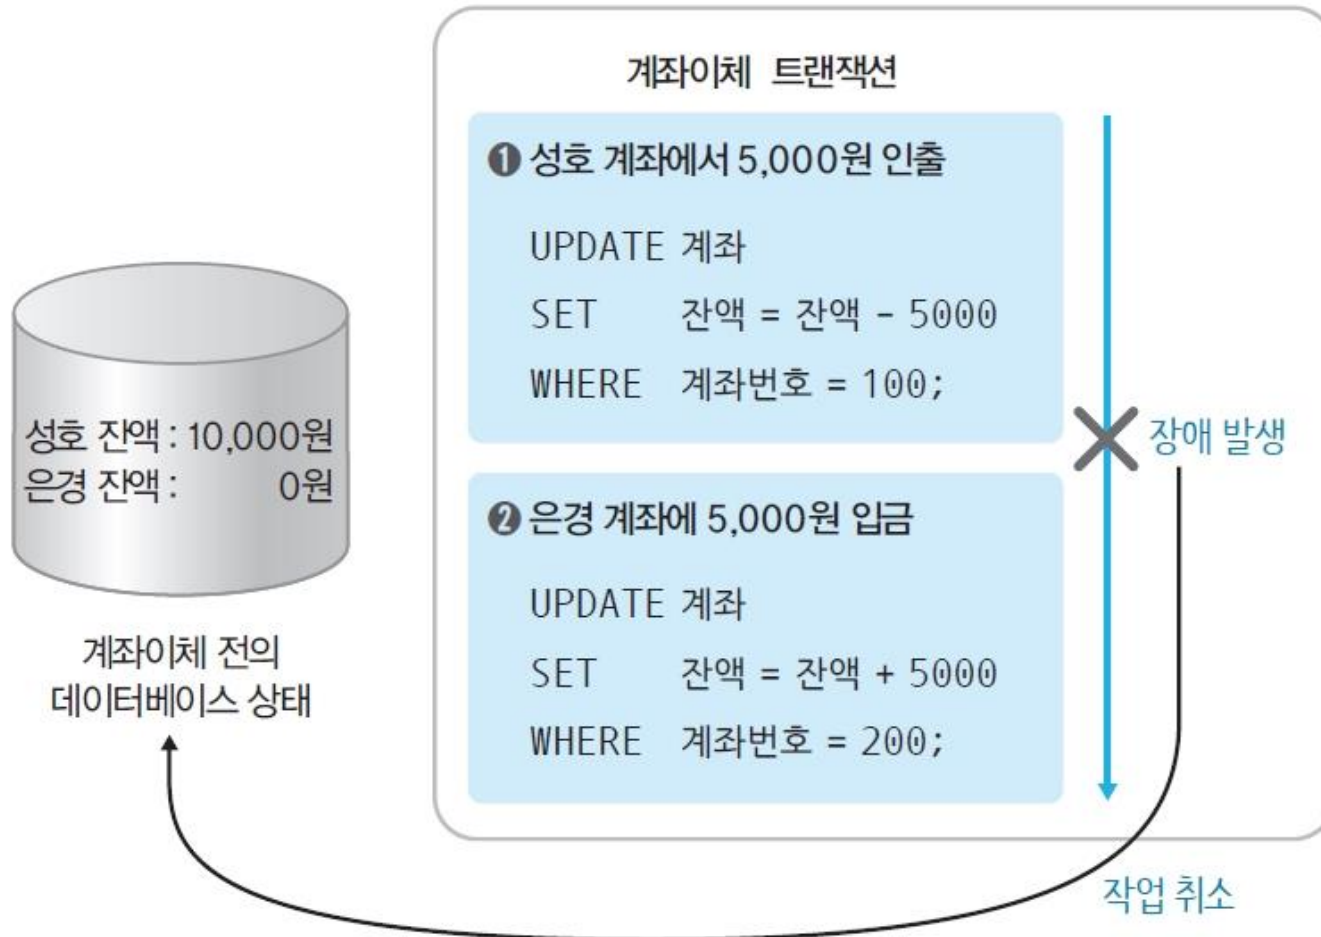 계좌이체 트랜잭션
❶ 성호 계좌에서 5,000원 인출
UPDATE 계좌
SET 잔액 = 잔액 - 5000
WHERE 계좌번호 = 100;
장애 발생
❷ 은경 계좌에 5,000원 입금
UPDATE 계좌
SET 잔액 = 잔액 + 5000
WHERE 계좌번호 = 200;
작업 취소
성호 잔액 : 10,000원
은경 잔액 : 0원
계좌이체 전의
데이터베이스 상태